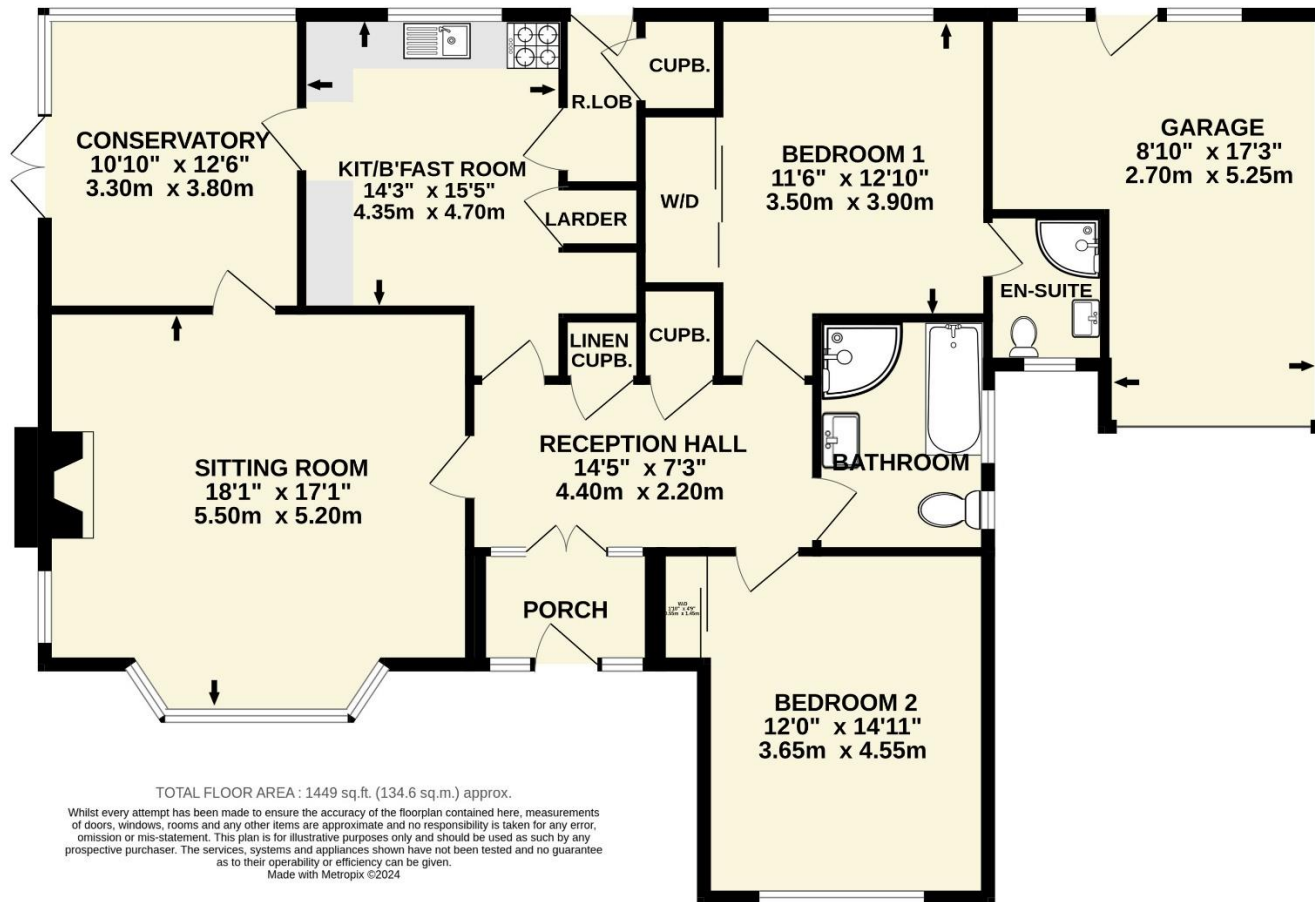 CONSERVATORY
10'10" x 12'6"
3.30m x 3.80m
KIT/B'FAST ROOM
14'3" x 15'5"
4.35m x 4.70m
R.LOB
CUPB.
LARDER
W/D
BEDROOM 1
11'6" x 12'10"
3.50m x 3.90m
GARAGE
8'10" x 17'3"
2.70m x 5.25m
EN-SUITE
LINEN
CUPB.
CUPB.
SITTING ROOM
18'1" x 17'1"
5.50m x 5.20m
RECEPTION HALL
14'5" x 7'3"
4.40m x 2.20m
BATHROOM
PORCH
BEDROOM 2
12'0" x 14'11"
3.65m x 4.55m
TOTAL FLOOR AREA : 1449 sq.ft. (134.6 sq.m.) approx.
Whilst every attempt has been made to ensure the accuracy of the floorplan contained here, measurements
of doors, windows, rooms and any other items are approximate and no responsibility is taken for any error,
omission or mis-statement. This plan is for illustrative purposes only and should be used as such by any
prospective purchaser. The services, systems and appliances shown have not been tested and no guarantee
as to their operability or efficiency can be given.
Made with Metropix ©2024